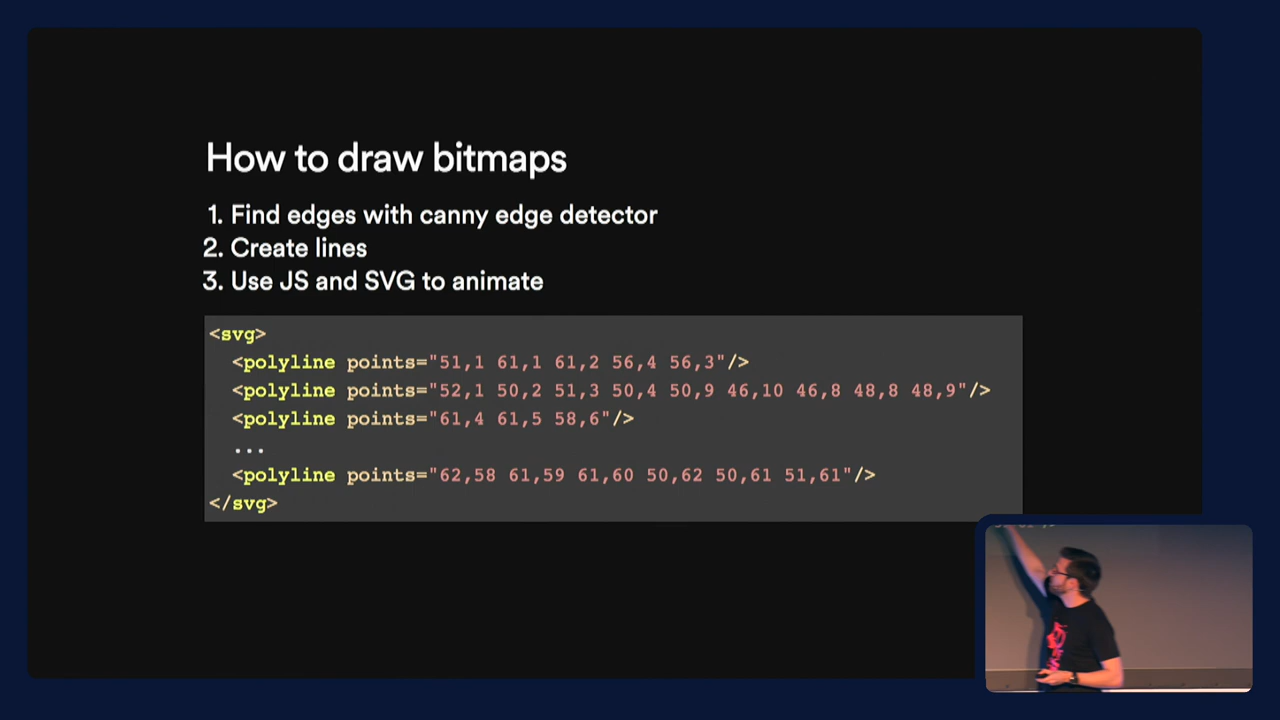 How to draw bitmaps
1. Find edges with canny edge detector
2. Create lines
3. Use JS and SVG to animate
<svg>
<polyline points="51,1 61,1 61,2 56,4 56,3"/>
<polyline points="52,1 50,2 51,3 50,4 50,9 46,10 46,8 48,8 48,9"/>
<polyline points="61,4 61,5 58,6"/>
...
<polyline points="62,58 61,59 61,60 50,62 50,61 51,61"/>
</svg>